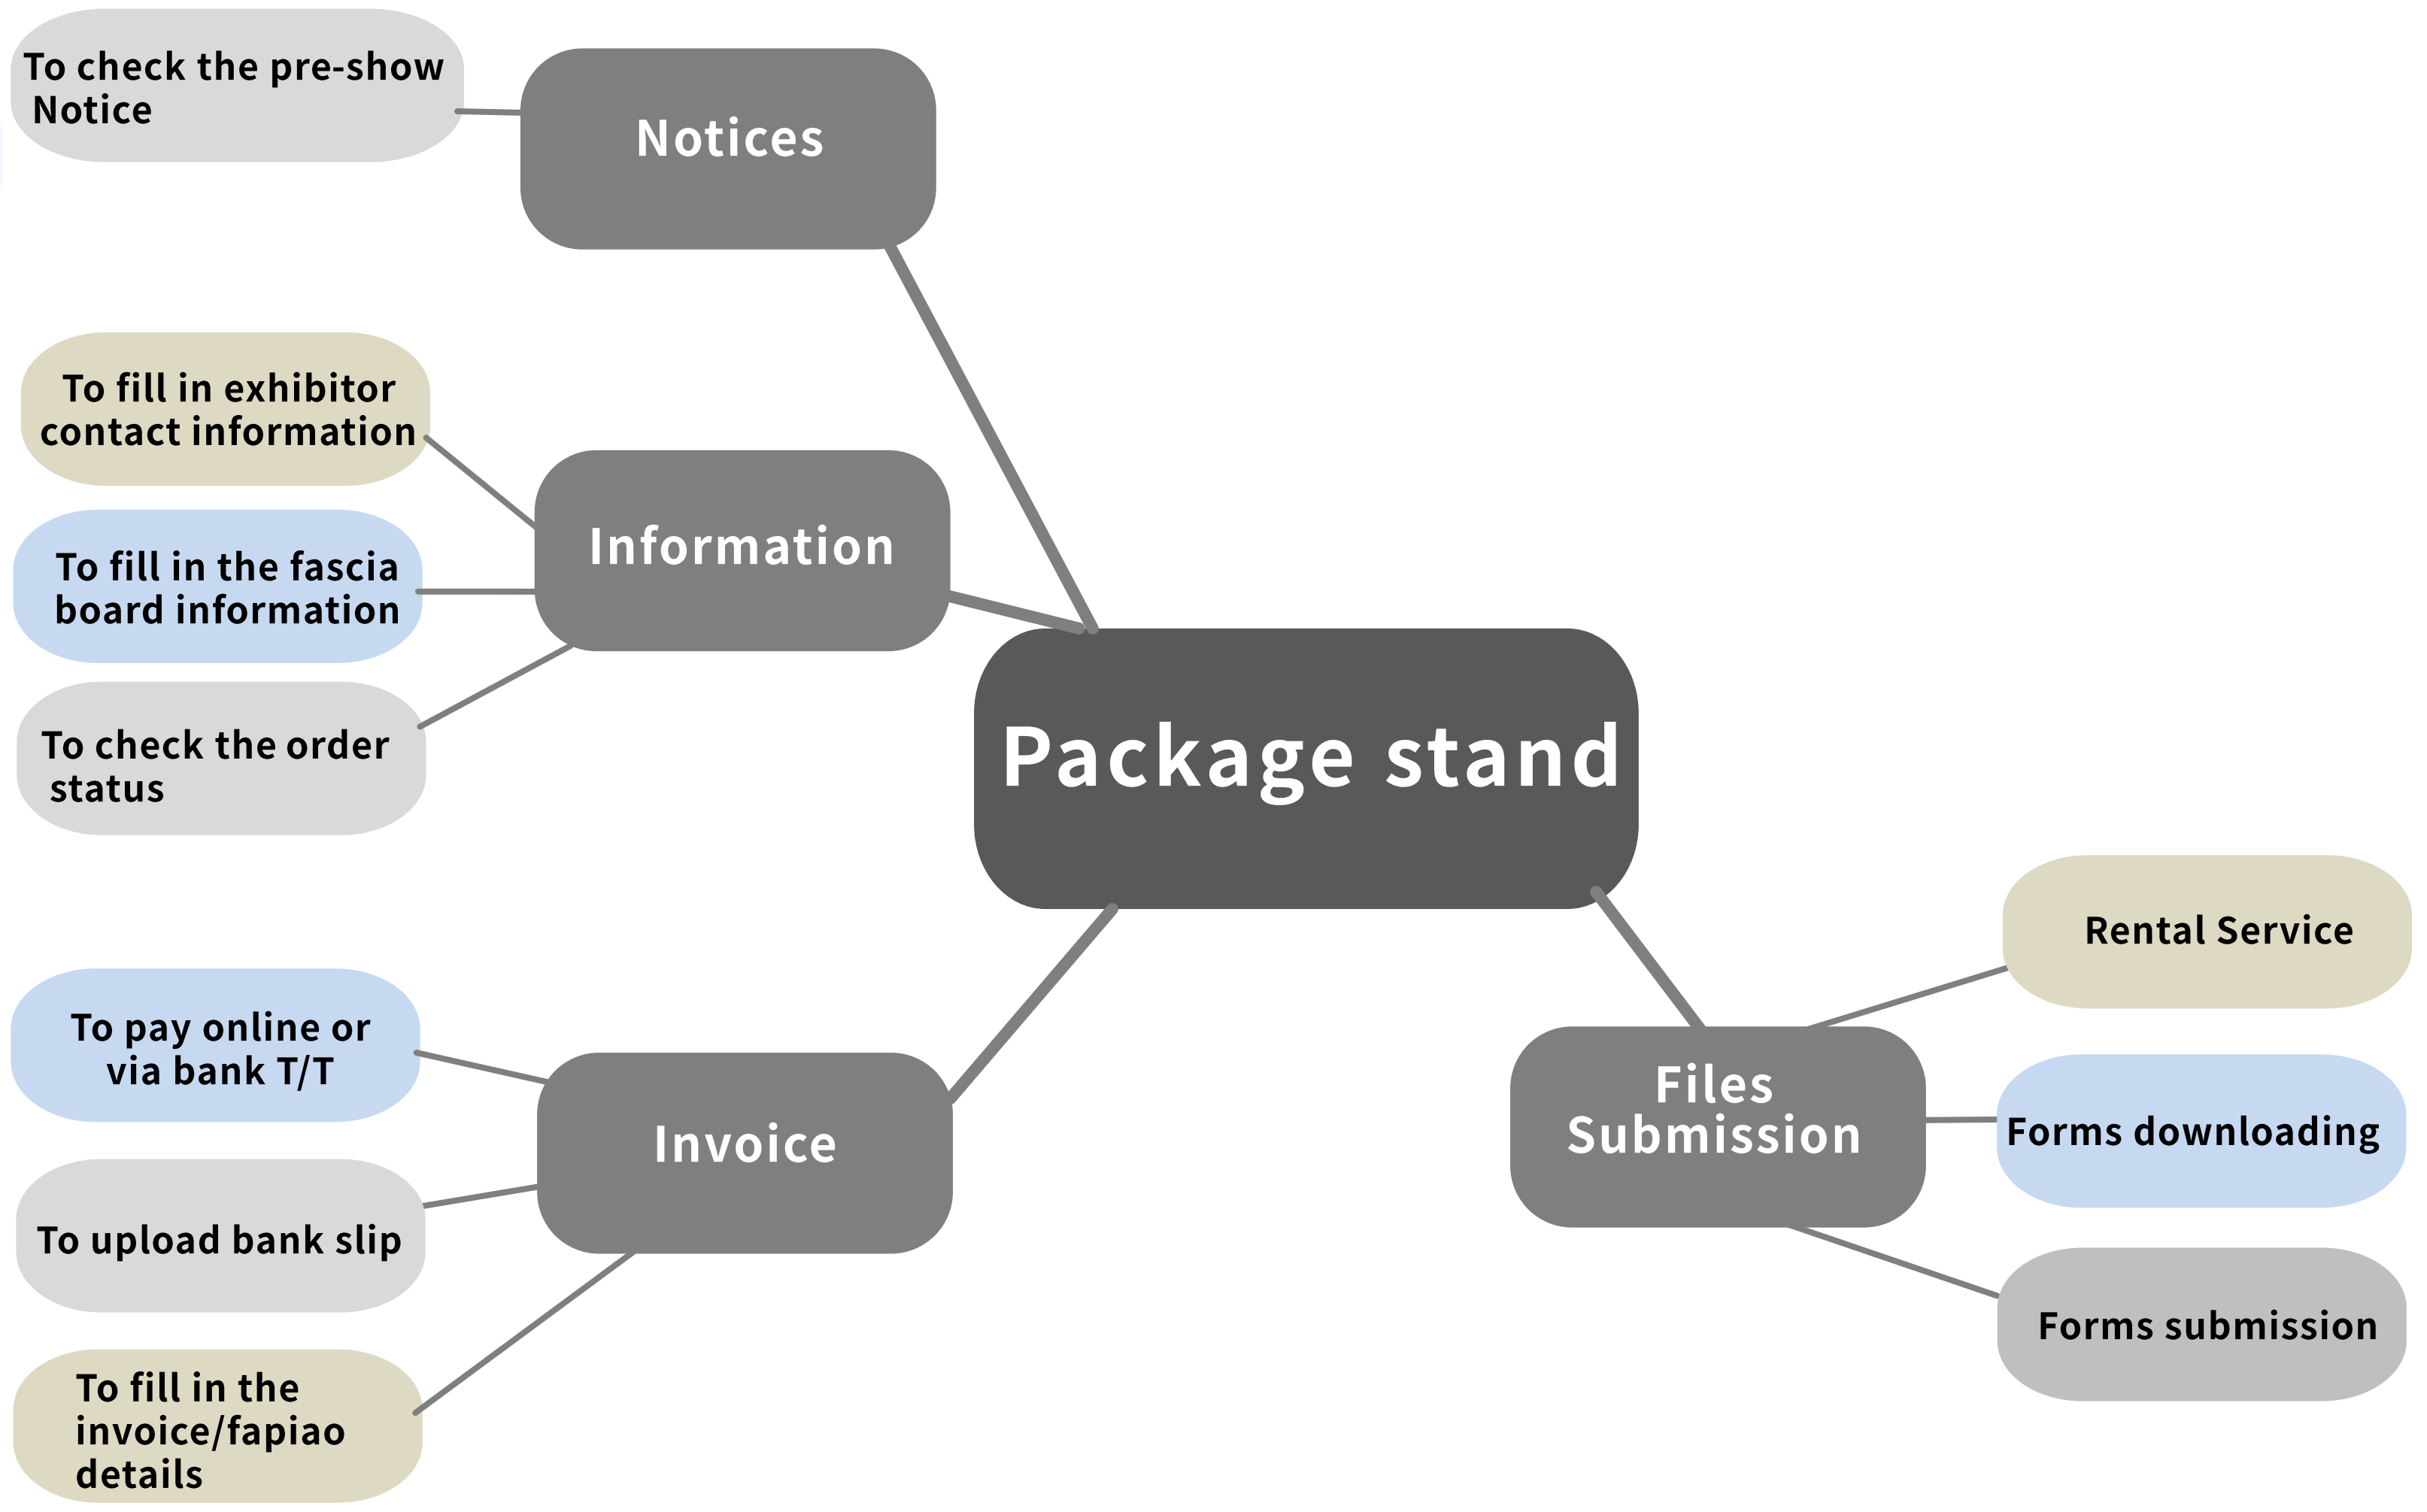 To check the pre-show
Notice
Notices
To fill in exhibitor
contact information
Information
To fill in the fascia
board information
To check the order
status
Package stand
Rental Service
To pay online or
via bank T/T
Files
Submission
Forms downloading
Invoice
To upload bank slip
Forms submission
To fill in the
invoice/fapiao
details